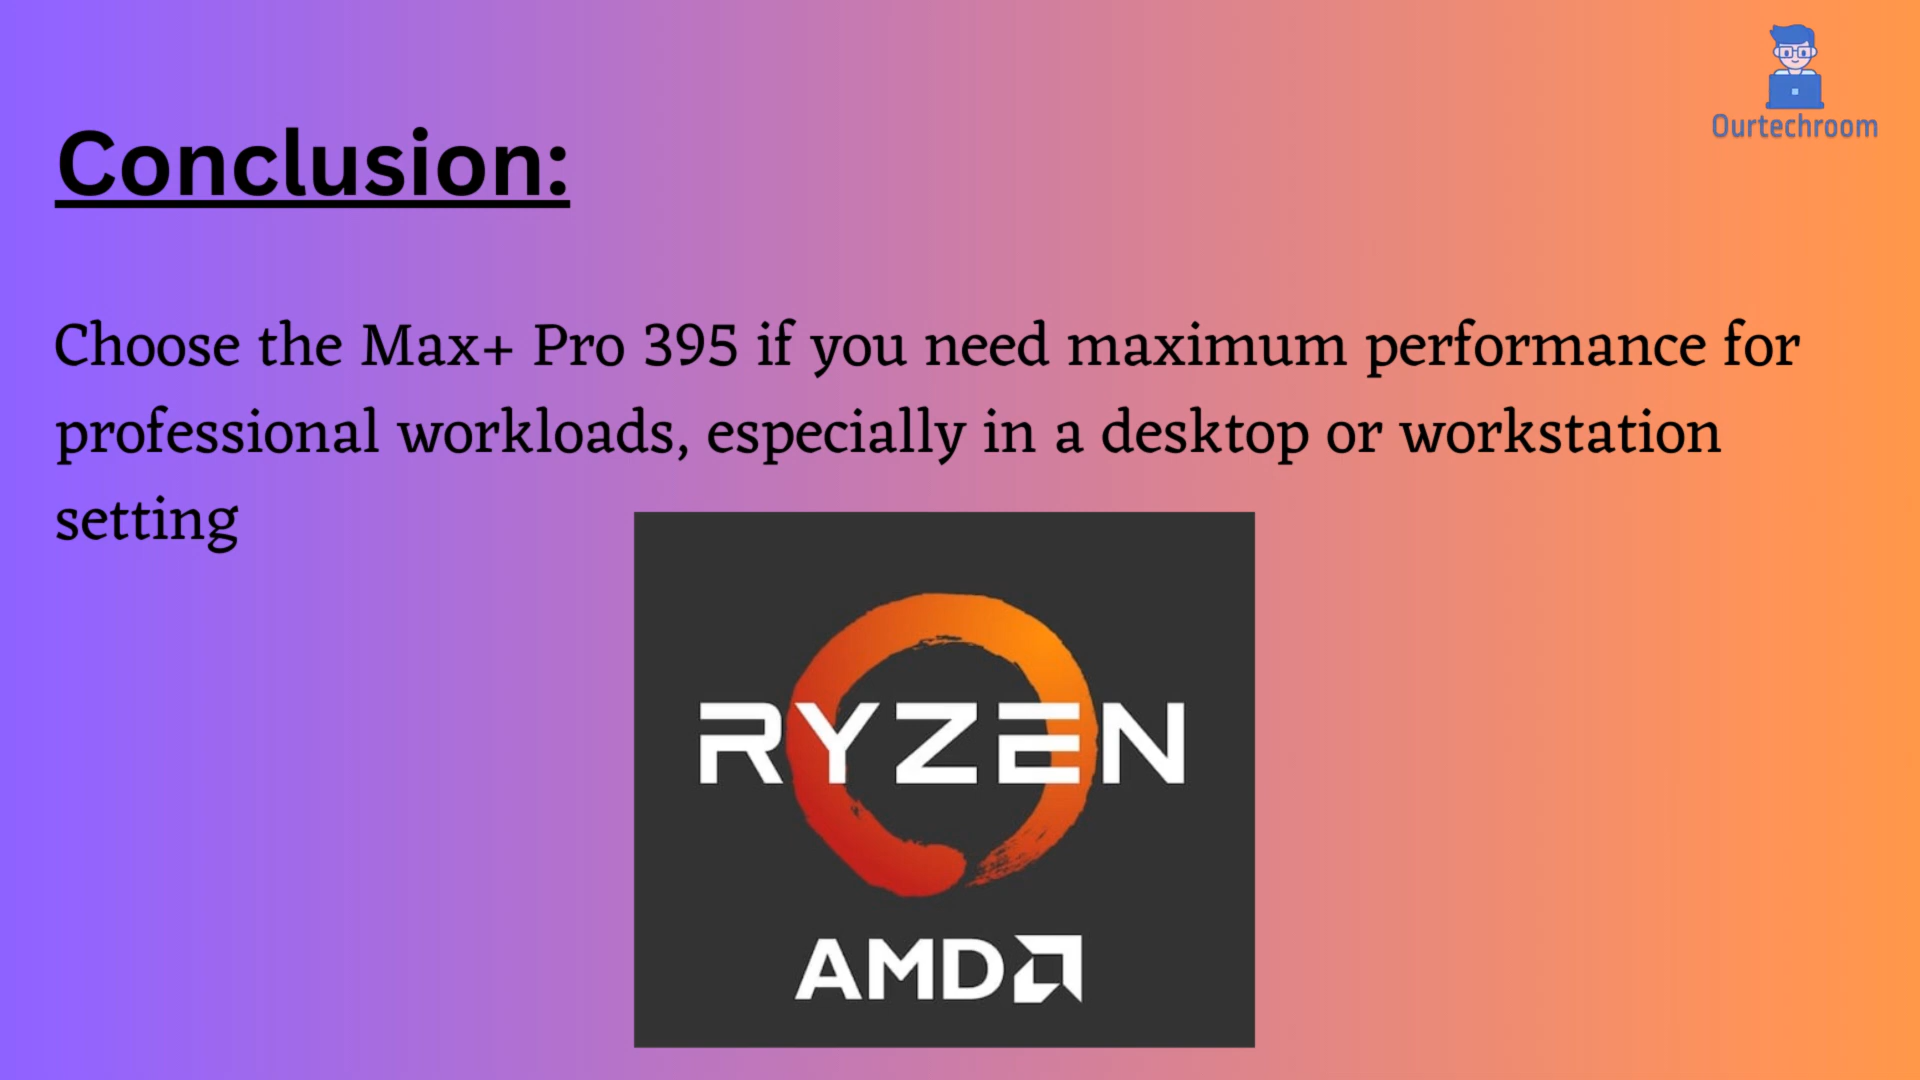 Ourtechroom
Conclusion:
Choose the Max+ Pro 395 if you need maximum performance for
professional workloads, especially in a desktop or workstation
setting
RYZEN
AMD